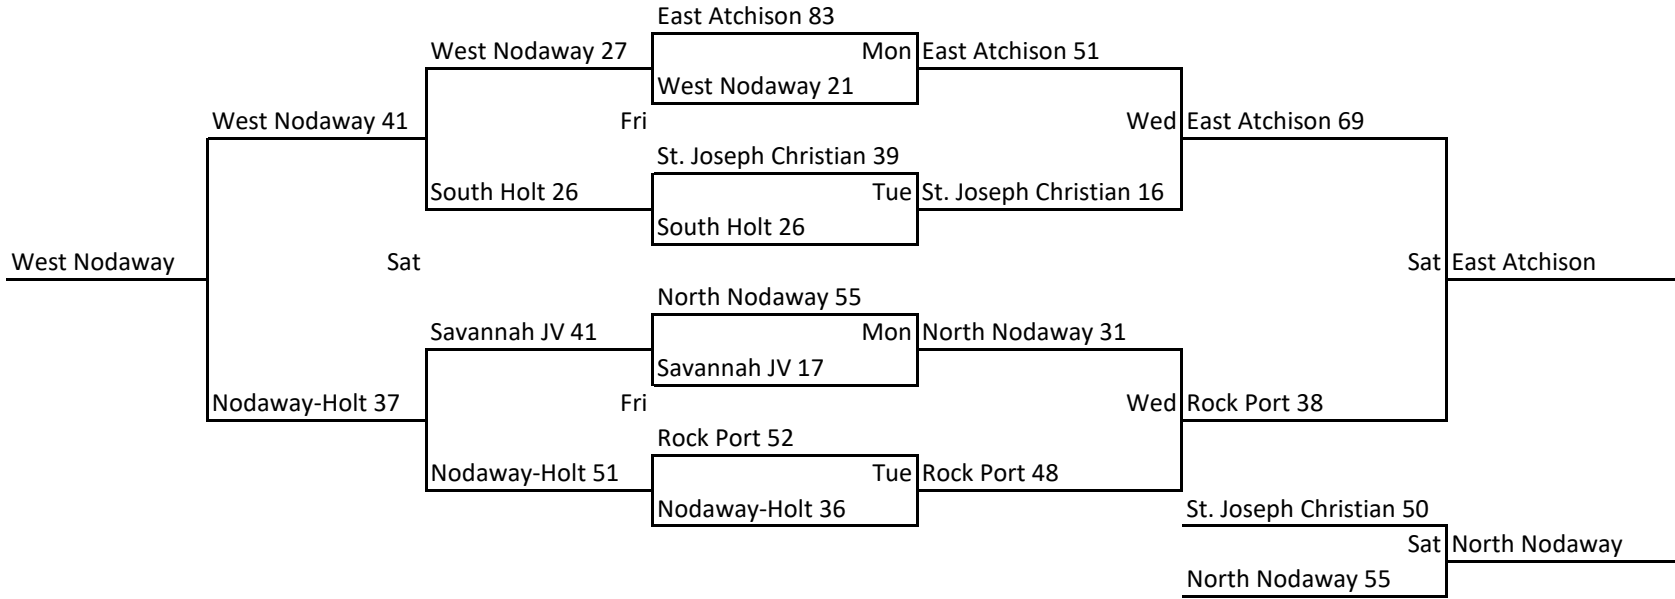 East Atchison 83
West Nodaway 27
Mon
East Atchison 51
West Nodaway 21
West Nodaway 41
Fri
Wed
East Atchison 69
St. Joseph Christian 39
South Holt 26
Tue
St. Joseph Christian 16
South Holt 26
West Nodaway
Sat
Sat
East Atchison
North Nodaway 55
Savannah JV 41
Mon
North Nodaway 31
Savannah JV 17
Nodaway-Holt 37
Fri
Wed
Rock Port 38
Rock Port 52
Nodaway-Holt 51
Tue
Rock Port 48
Nodaway-Holt 36
St. Joseph Christian 50
Sat
North Nodaway
North Nodaway 55